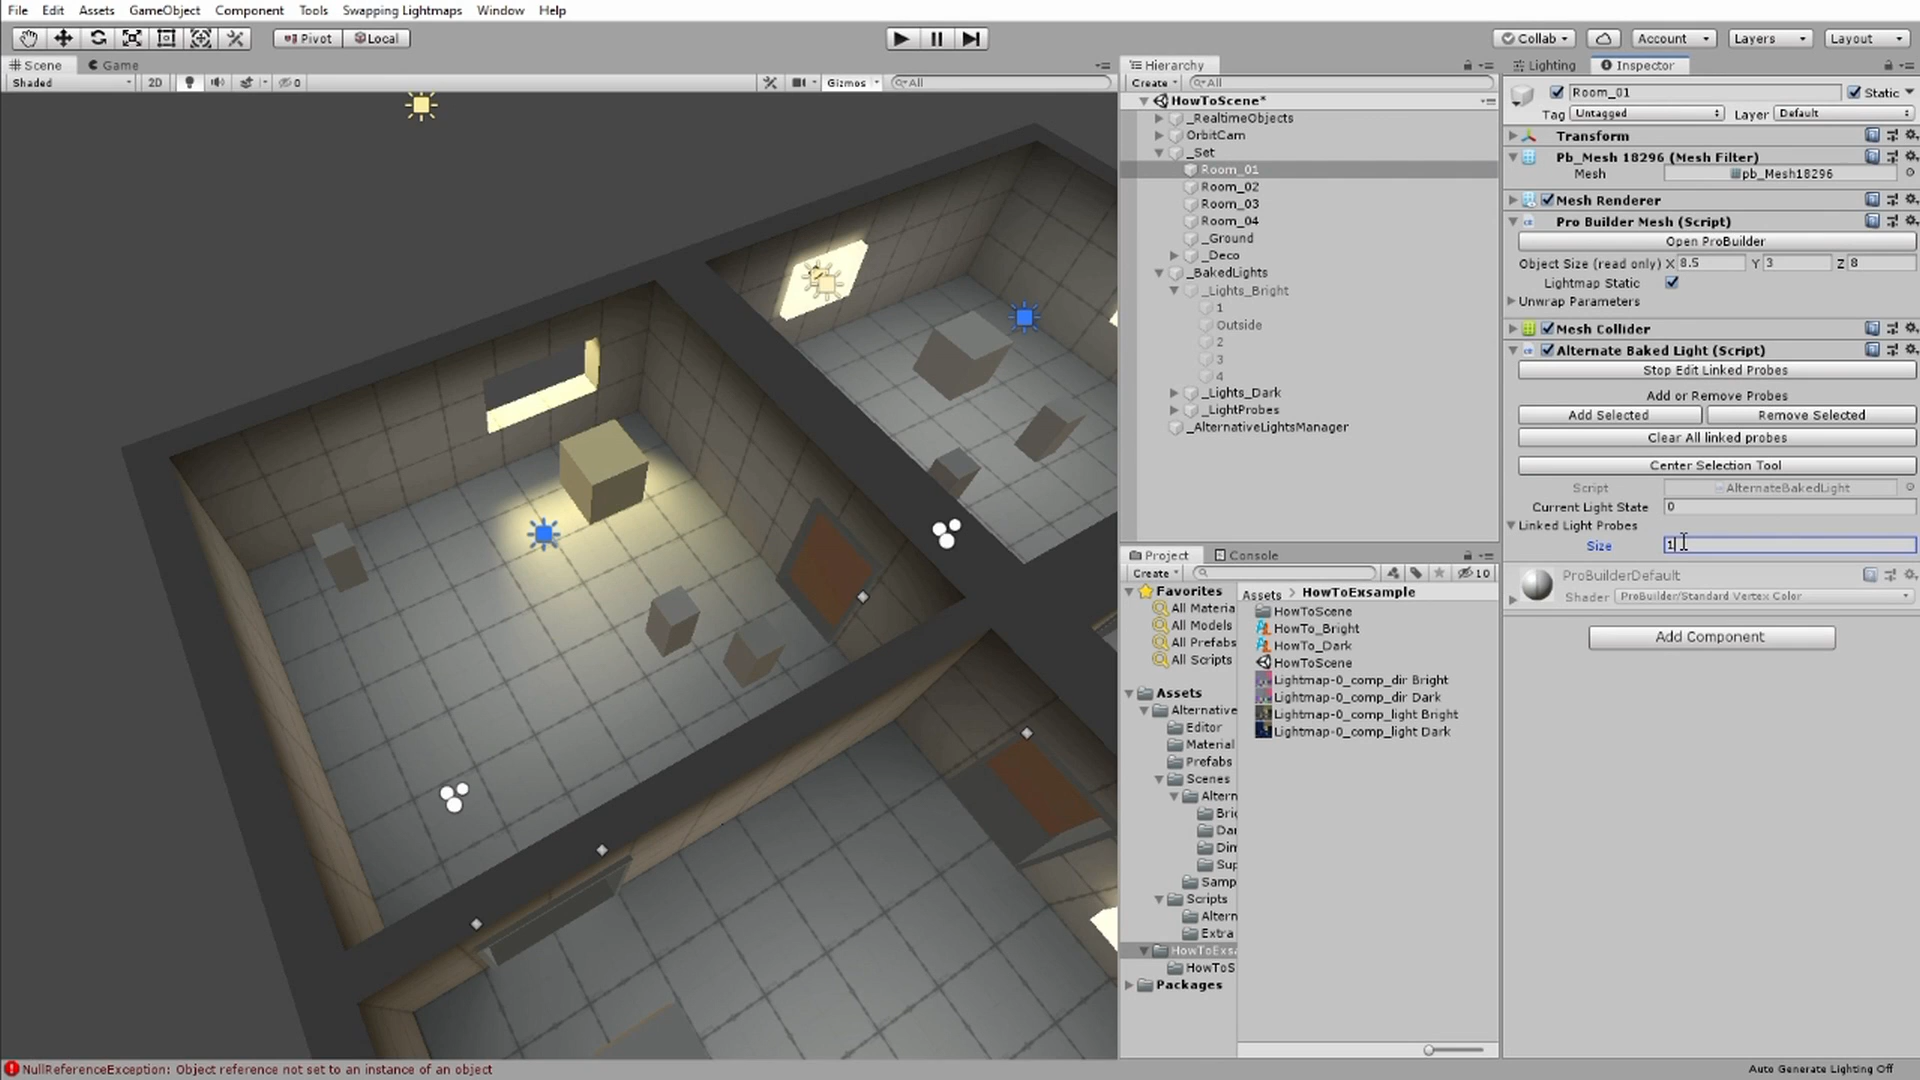 File Edit Assets GameObject Component Tools Swapping Lightmaps Window Help
Pivot Local Collab Account Layers Layout
Scene Game
Shaded 2D 0 Gizmos All
Hierarchy
Create All
HowToScene*
_RealtimeObjects
OrbitCam
_Set
Room_01
Room_02
Room_03
Room_04
_Ground
_Deco
_BakedLights
_Lights_Bright
1
Outside
2
3
4
_Lights_Dark
_LightProbes
_AlternativeLightsManager
Project Console
Create 10
Favorites
All Materia
All Models
All Prefabs
All Scripts
Assets
Alternative
Editor
Material
Prefabs
Scenes
Altern
Bri
Dar
Dim
Sup
Samp
Scripts
Altern
Extra
HowToExsa
HowToS
Packages
Assets > HowToExsample
HowToScene
HowTo_Bright
HowTo_Dark
HowToScene
Lightmap-0_comp_dir Bright
Lightmap-0_comp_dir Dark
Lightmap-0_comp_light Bright
Lightmap-0_comp_light Dark
Lighting Inspector
Room_01 Static
Tag Untagged Layer Default
Transform
Pb_Mesh 18296 (Mesh Filter)
Mesh pb_Mesh18296
Mesh Renderer
Pro Builder Mesh (Script)
Open ProBuilder
Object Size (read only) X 8.5 Y 3 Z 8
Lightmap Static
Unwrap Parameters
Mesh Collider
Alternate Baked Light (Script)
Stop Edit Linked Probes
Add or Remove Probes
Add Selected Remove Selected
Clear All linked probes
Center Selection Tool
Script AlternateBakedLight
Current Light State 0
Linked Light Probes
Size 1
ProBuilderDefault
Shader ProBuilder/Standard Vertex Color
Add Component
NullReferenceException: Object reference not set to an instance of an object
Auto Generate Lighting Off